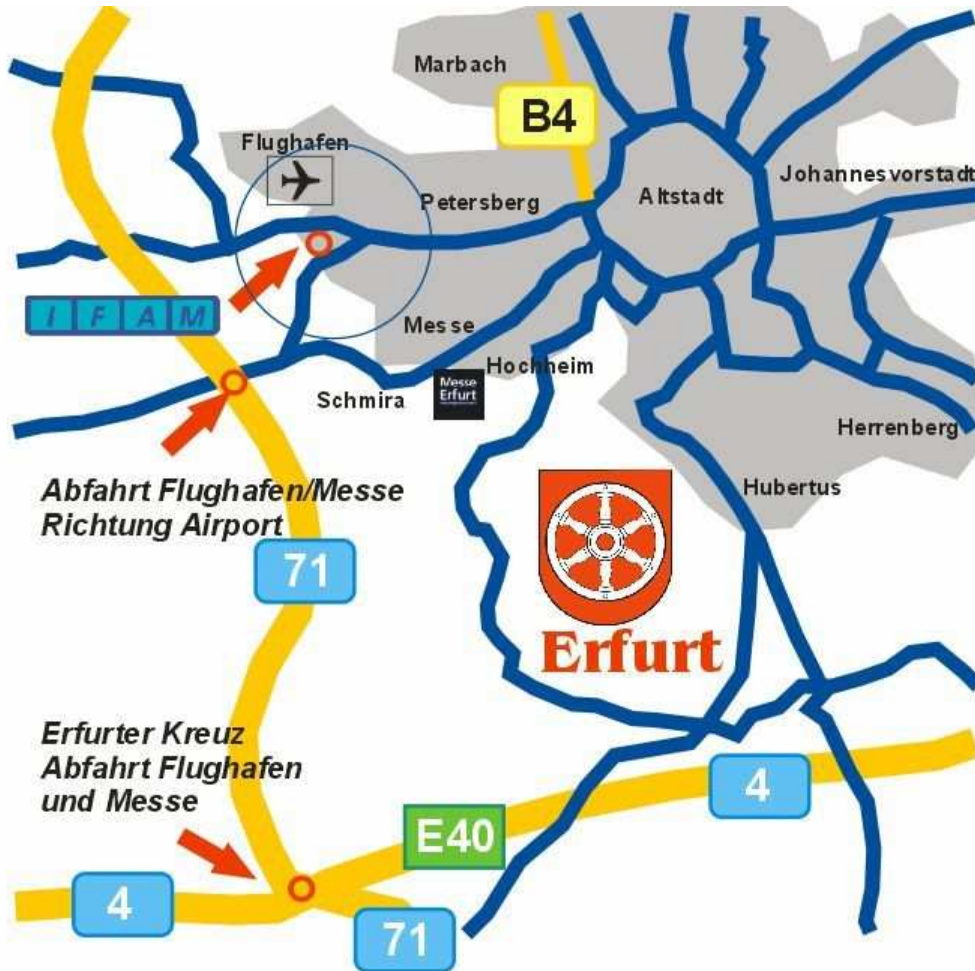 Marbach
B4
Flughafen
Johannesvorstadt
Petersberg
Altstadt
I F A M
Messe
Hochheim
Messe
Erfurt
Schmira
Herrenberg
Abfahrt Flughafen/Messe
Richtung Airport
Hubertus
71
Erfurt
Erfurter Kreuz
Abfahrt Flughafen
und Messe
4
E40
4
71